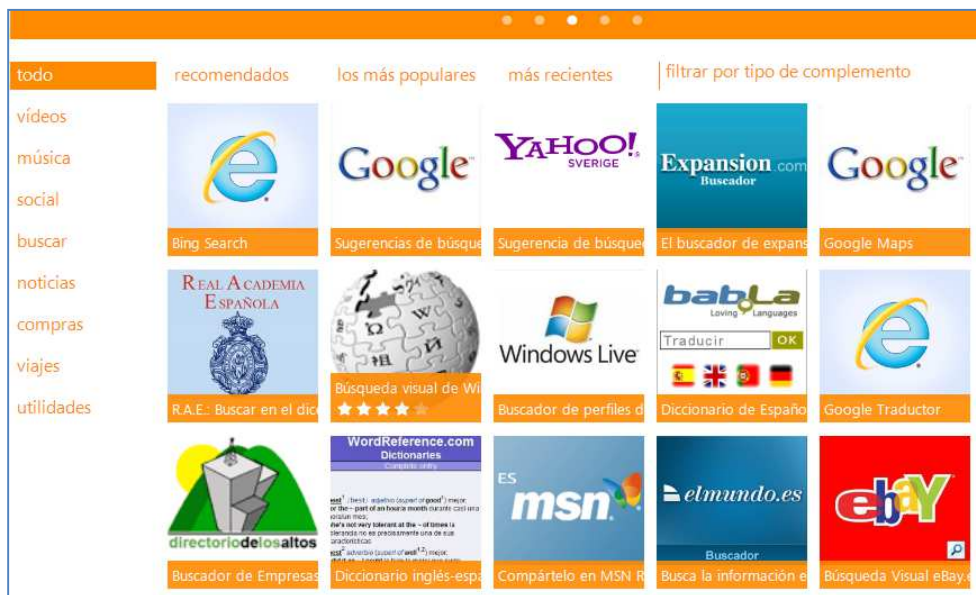 todo
recomendados
los más populares
más recientes
filtrar por tipo de complemento
vídeos
música
social
buscar
noticias
compras
viajes
utilidades
Google
YAHOO!
SVERIGE
Expansion.com
Buscador
Google
Bing Search
Sugerencias de búsque
Sugerencia de búsque
El buscador de expans
Google Maps
REAL ACADEMIA
ESPAÑOLA
W
Windows Live
bab.La
Loving Languages
Traducir
OK
R.A.E.: Buscar en el dic
Búsqueda visual de Wi
Buscador de perfiles d
Diccionario de Españo
Google Traductor
directoriodelosaltos
WordReference.com
Dictionaries
Complete entry
ES
msn
elmundo.es
Buscador
ebaY
Buscador de Empresas
Diccionario inglés-espa
Compártelo en MSN R
Busca la información e
Búsqueda Visual eBay.e